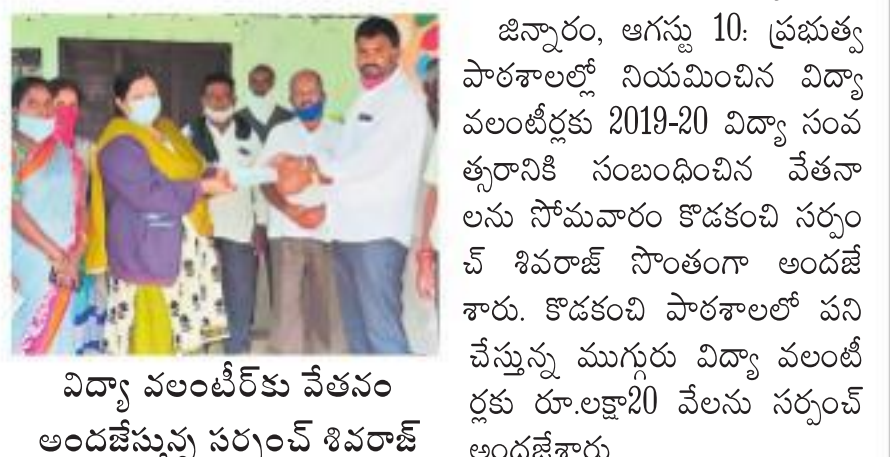 జిన్నారం, ఆగస్టు 10: ప్రభుత్వ
పాఠశాలల్లో నియమించిన విద్యా
వలంటీర్లకు 2019-20 విద్యా సంవ
త్సరానికి సంబంధించిన వేతనా
లను సోమవారం కొడకంచి సర్పం
చ్ శివరాజ్ సొంతంగా అందజే
శారు. కొడకంచి పాఠశాలలో పని
చేస్తున్న ముగ్గురు విద్యా వలంటీ
ర్లకు రూ.లక్షా20 వేలను సర్పంచ్
అందజేశారు
విద్యా వలంటీర్‌కు వేతనం
అందజేస్తున్న సర్పంచ్ శివరాజ్